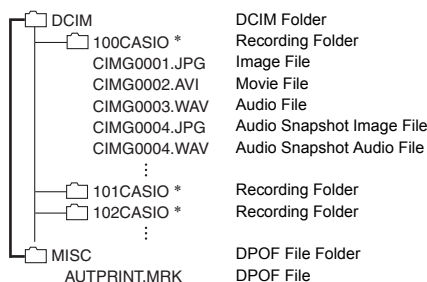 DCIM DCIM Folder
100CASIO * Recording Folder
CIMG0001.JPG Image File
CIMG0002.AVI Movie File
CIMG0003.WAV Audio File
CIMG0004.JPG Audio Snapshot Image File
CIMG0004.WAV Audio Snapshot Audio File
101CASIO * Recording Folder
102CASIO * Recording Folder
MISC DPOF File Folder
AUTPRINT.MRK DPOF File